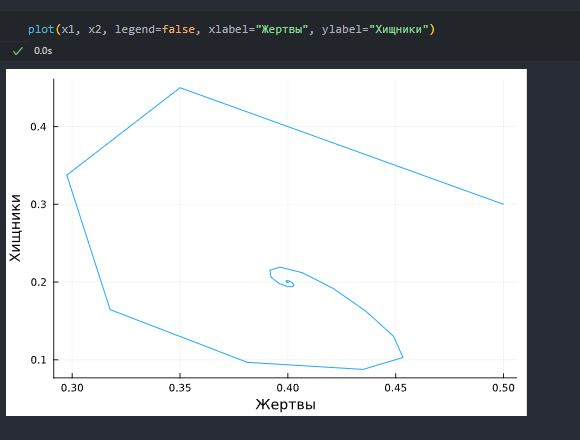 plot(x1, x2, legend=false, xlabel="Жертвы", ylabel="Хищники")
0.0s
Хищники
0.4
0.3
0.2
0.1
0.30 0.35 0.40 0.45 0.50
Жертвы